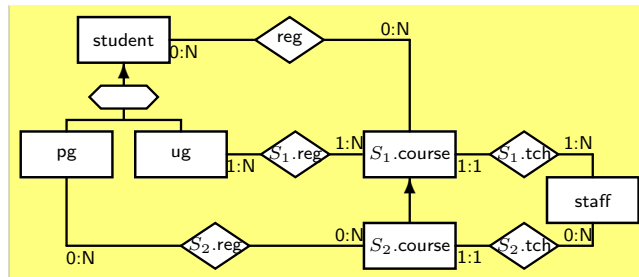 student
0:N
reg
0:N
pg
ug
1:N
S₁.reg
1:N
S₁.course
1:1
S₁.tch
1:N
staff
0:N
S₂.reg
0:N
S₂.course
1:1
S₂.tch
0:N